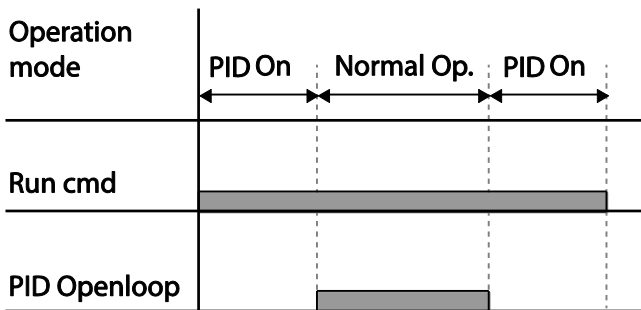 Operation
mode
PID On
Normal Op.
PID On
Run cmd
PID Openloop